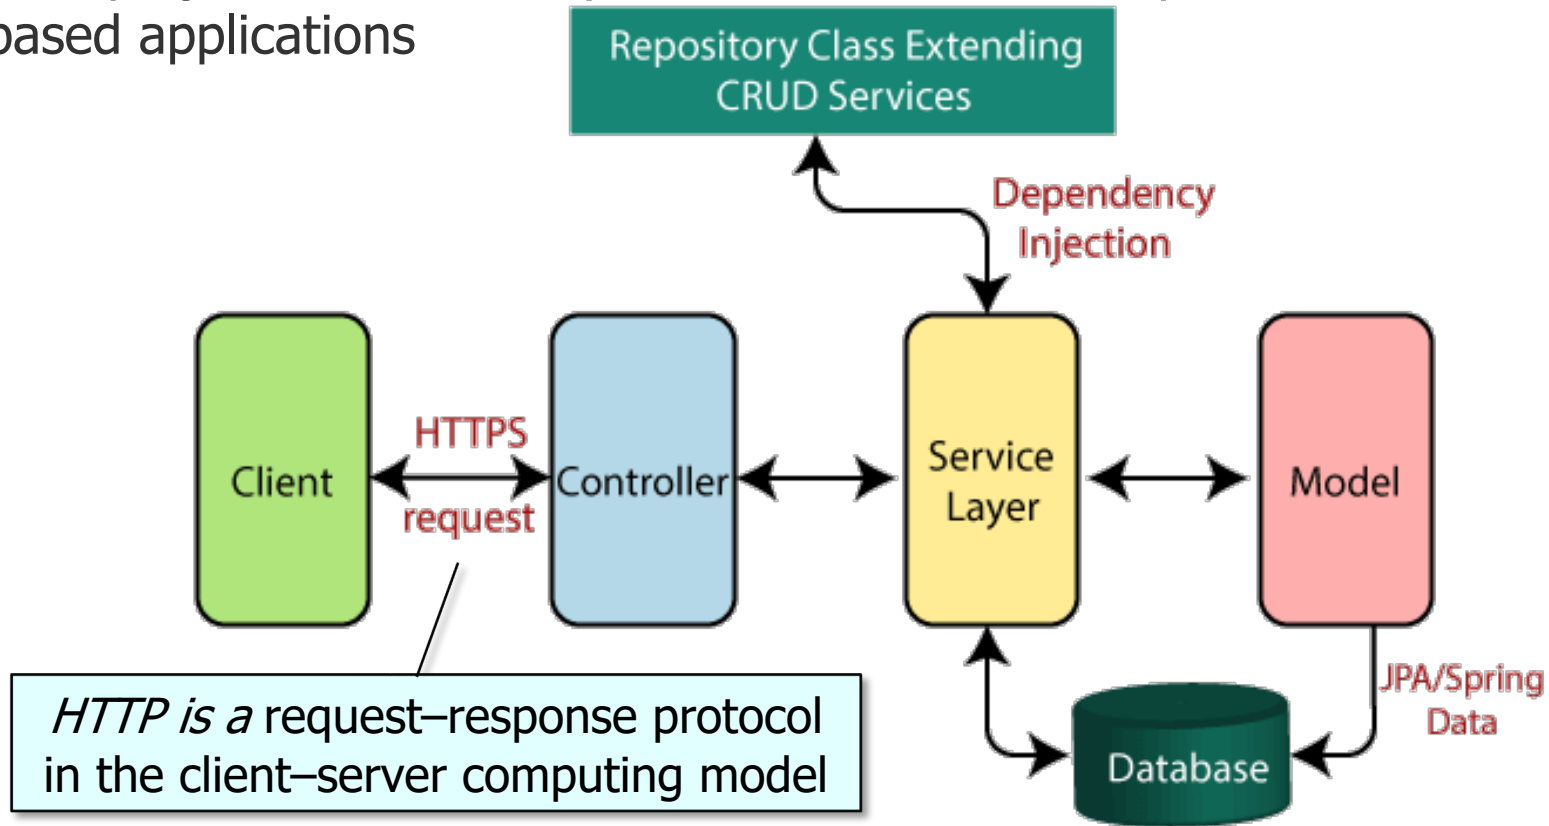 based applications
Repository Class Extending
CRUD Services
Dependency
Injection
HTTPS
request
Client
Controller
Service
Layer
Model
JPA/Spring
Data
Database
HTTP is a request–response protocol
in the client–server computing model